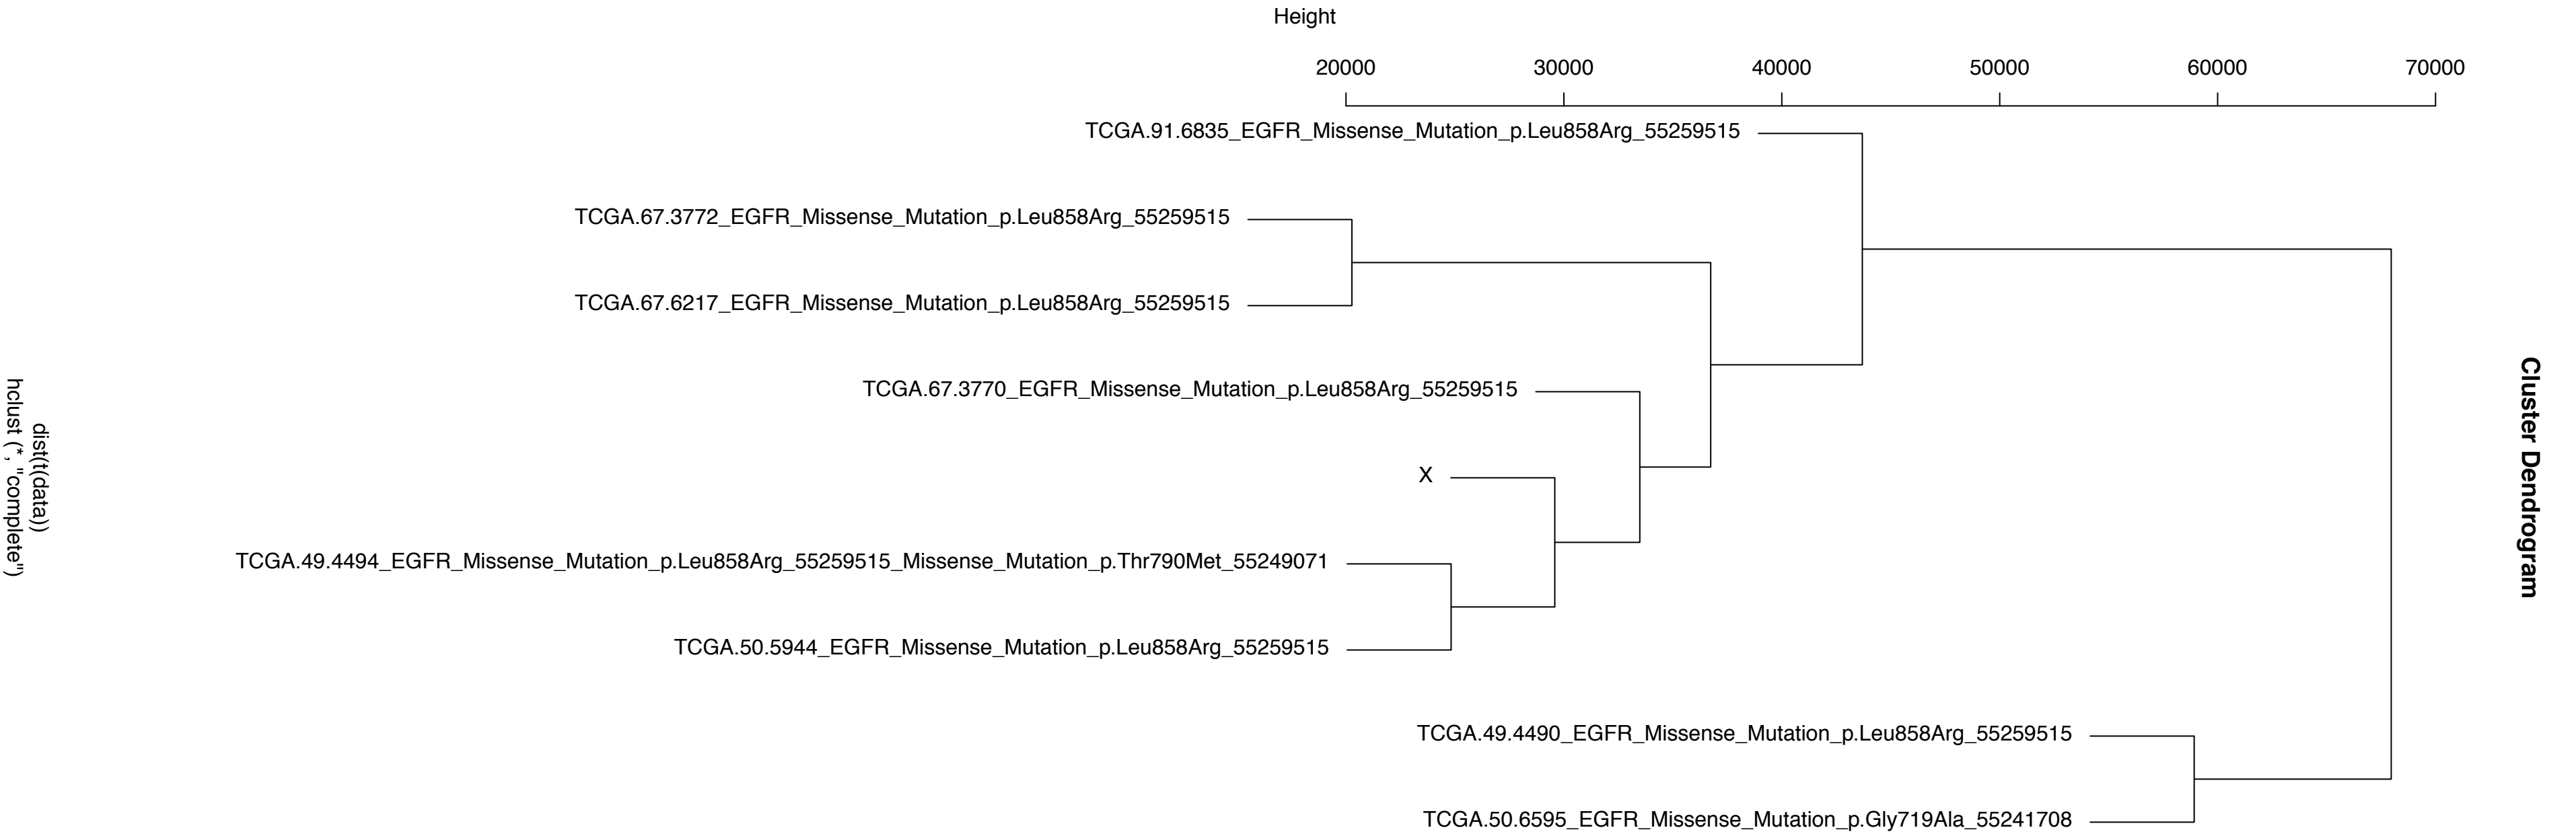 Height
20000 30000 40000 50000 60000 70000
TCGA.91.6835_EGFR_Missense_Mutation_p.Leu858Arg_55259515
TCGA.67.3772_EGFR_Missense_Mutation_p.Leu858Arg_55259515
TCGA.67.6217_EGFR_Missense_Mutation_p.Leu858Arg_55259515
TCGA.67.3770_EGFR_Missense_Mutation_p.Leu858Arg_55259515
X
TCGA.49.4494_EGFR_Missense_Mutation_p.Leu858Arg_55259515_Missense_Mutation_p.Thr790Met_55249071
TCGA.50.5944_EGFR_Missense_Mutation_p.Leu858Arg_55259515
TCGA.49.4490_EGFR_Missense_Mutation_p.Leu858Arg_55259515
TCGA.50.6595_EGFR_Missense_Mutation_p.Gly719Ala_55241708
Cluster Dendrogram
dist(t(data))
hclust (*, "complete")